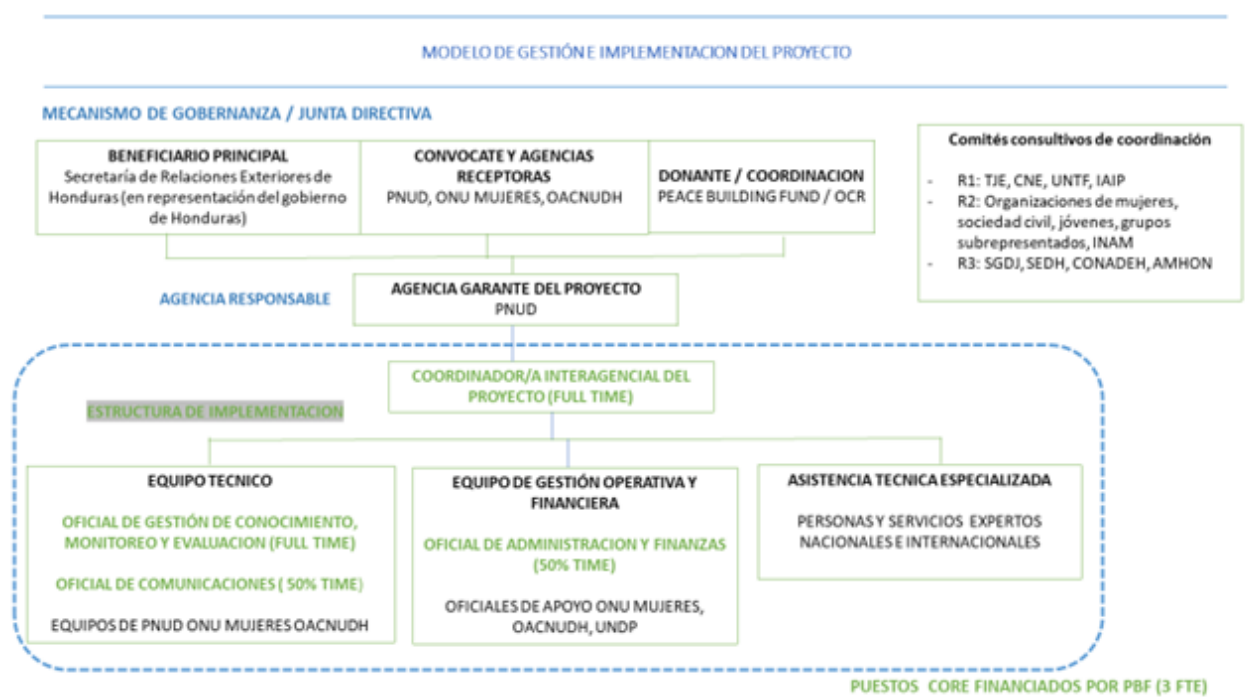 MODELO DE GESTIÓN E IMPLEMENTACION DEL PROYECTO
MECANISMO DE GOBERNANZA / JUNTA DIRECTIVA
BENEFICIARIO PRINCIPAL
Secretaría de Relaciones Exteriores de
Honduras (en representación del gobierno
de Honduras)
CONVOCATE Y AGENCIAS
RECEPTORAS
PNUD, ONU MUJERES, OACNUDH
DONANTE / COORDINACION
PEACE BUILDING FUND / OCR
Comités consultivos de coordinación
- R1: TJE, CNE, UNTF, IAIP
- R2: Organizaciones de mujeres,
sociedad civil, jóvenes, grupos
subrepresentados, INAM
- R3: SGDJ, SEDH, CONADEH, AMHON
AGENCIA RESPONSABLE
AGENCIA GARANTE DEL PROYECTO
PNUD
COORDINADOR/A INTERAGENCIAL DEL
PROYECTO (FULL TIME)
ESTRUCTURA DE IMPLEMENTACION
EQUIPO TECNICO
OFICIAL DE GESTIÓN DE CONOCIMIENTO,
MONITOREO Y EVALUACION (FULL TIME)
OFICIAL DE COMUNICACIONES ( 50% TIME)
EQUIPOS DE PNUD ONU MUJERES OACNUDH
EQUIPO DE GESTIÓN OPERATIVA Y
FINANCIERA
OFICIAL DE ADMINISTRACION Y FINANZAS
(50% TIME)
OFICIALES DE APOYO ONU MUJERES,
OACNUDH, UNDP
ASISTENCIA TECNICA ESPECIALIZADA
PERSONAS Y SERVICIOS EXPERTOS
NACIONALES E INTERNACIONALES
PUESTOS CORE FINANCIADOS POR PBF (3 FTE)